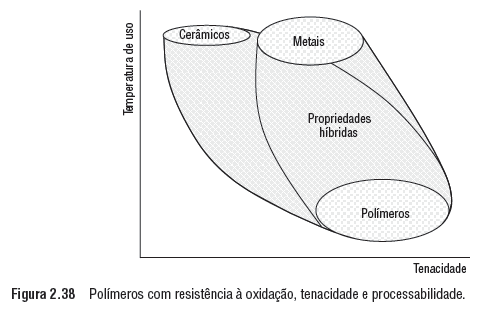 Temperatura de uso
Cerâmicos
Metais
Propriedades
híbridas
Polímeros
Tenacidade
Figura 2.38 Polímeros com resistência à oxidação, tenacidade e processabilidade.